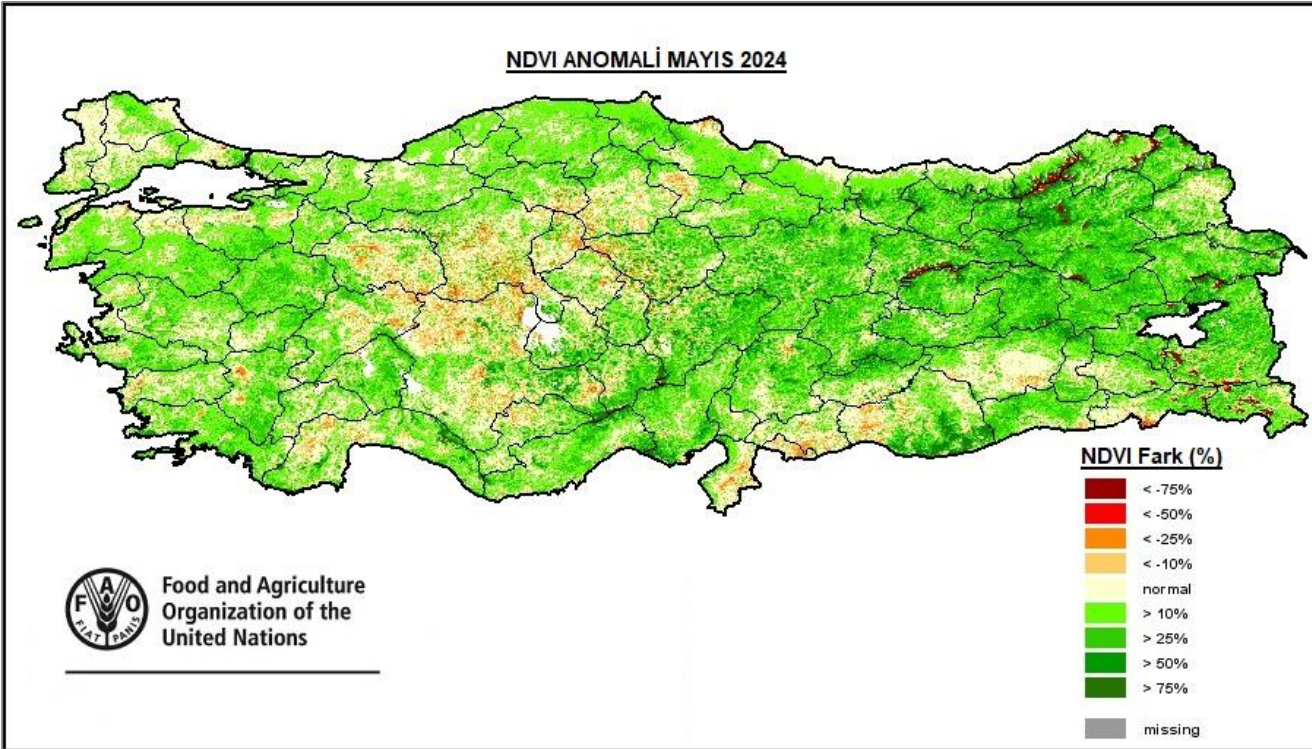 NDVI ANOMALİ MAYIS 2024
NDVI Fark (%)
< -75%
< -50%
< -25%
< -10%
normal
> 10%
> 25%
> 50%
> 75%
missing
F A O
FIAT PANIS
Food and Agriculture
Organization of the
United Nations